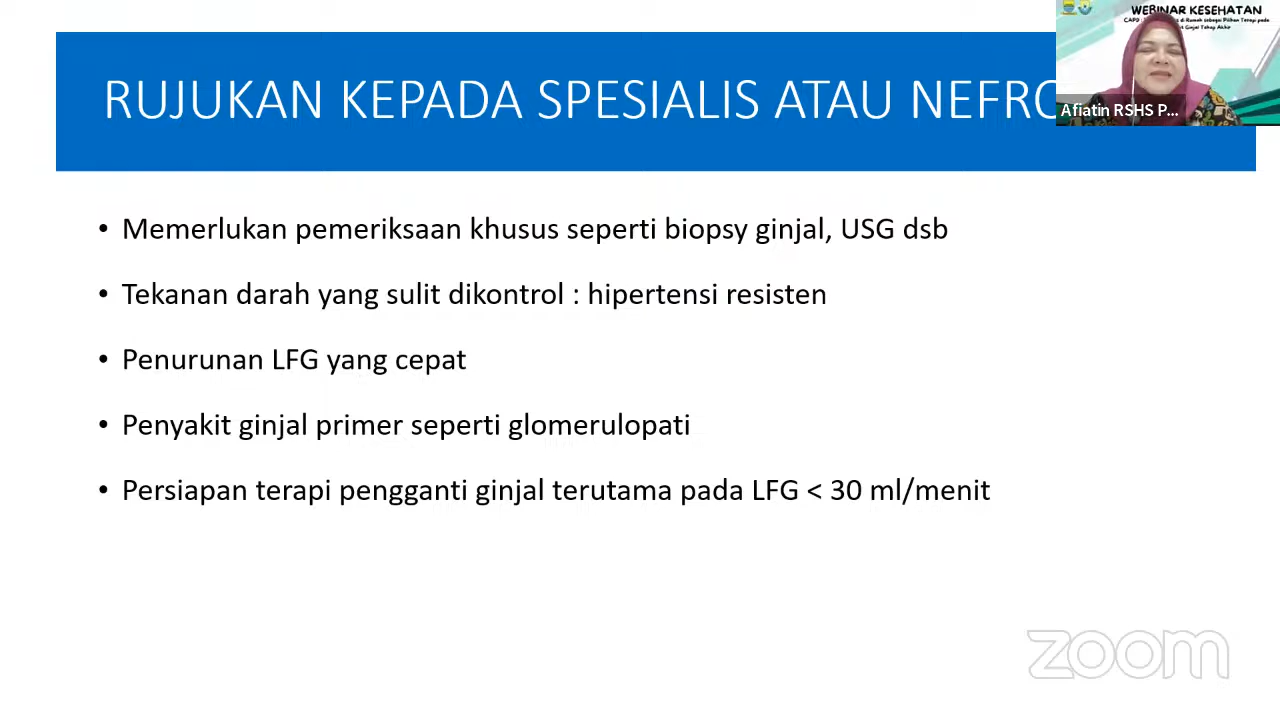 WEBINAR KESEHATAN
RUJUKAN KEPADA SPESIALIS ATAU NEFRO
Afiatin RSHS P...
• Memerlukan pemeriksaan khusus seperti biopsy ginjal, USG dsb
• Tekanan darah yang sulit dikontrol : hipertensi resisten
• Penurunan LFG yang cepat
• Penyakit ginjal primer seperti glomerulopati
• Persiapan terapi pengganti ginjal terutama pada LFG < 30 ml/menit
zoom